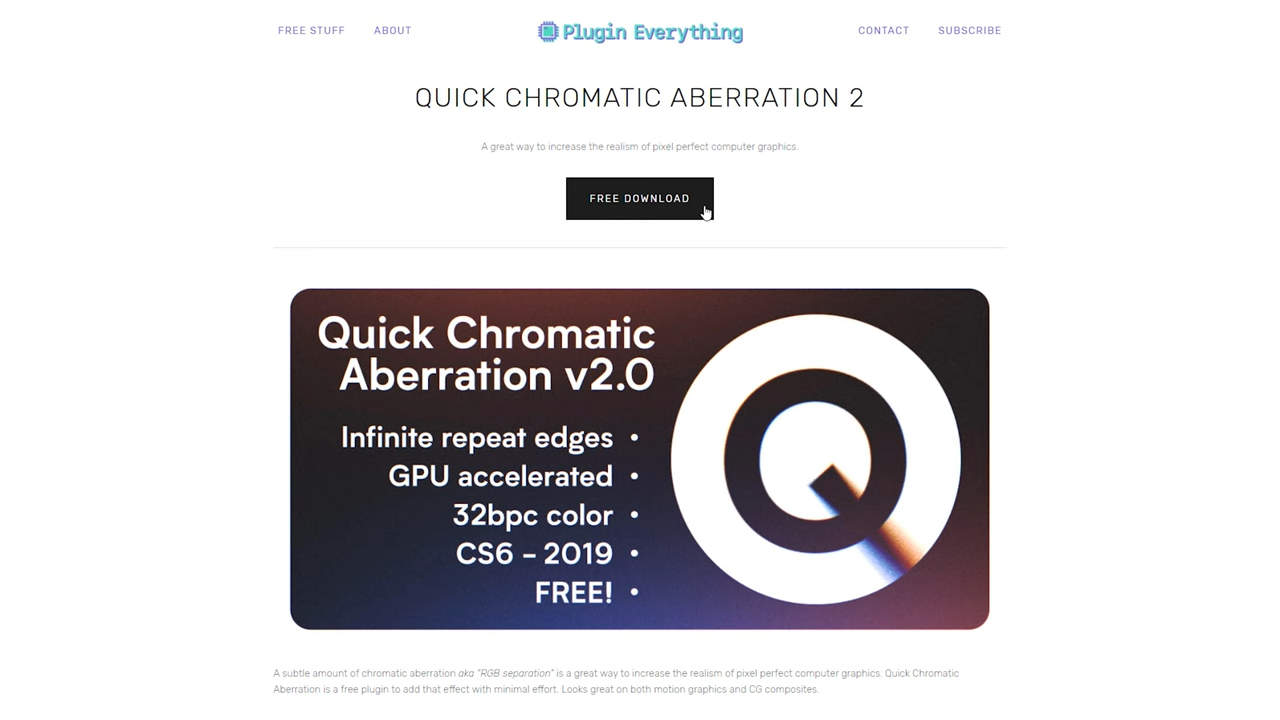 FREE STUFF
ABOUT
Plugin Everything
CONTACT
SUBSCRIBE
QUICK CHROMATIC ABERRATION 2
A great way to increase the realism of pixel perfect computer graphics.
FREE DOWNLOAD
Quick Chromatic
Aberration v2.0
Infinite repeat edges •
GPU accelerated •
32bpc color •
CS6 – 2019 •
FREE! •
A subtle amount of chromatic aberration aka "RGB separation" is a great way to increase the realism of pixel perfect computer graphics. Quick Chromatic
Aberration is a free plugin to add that effect with minimal effort. Looks great on both motion graphics and CG composites.